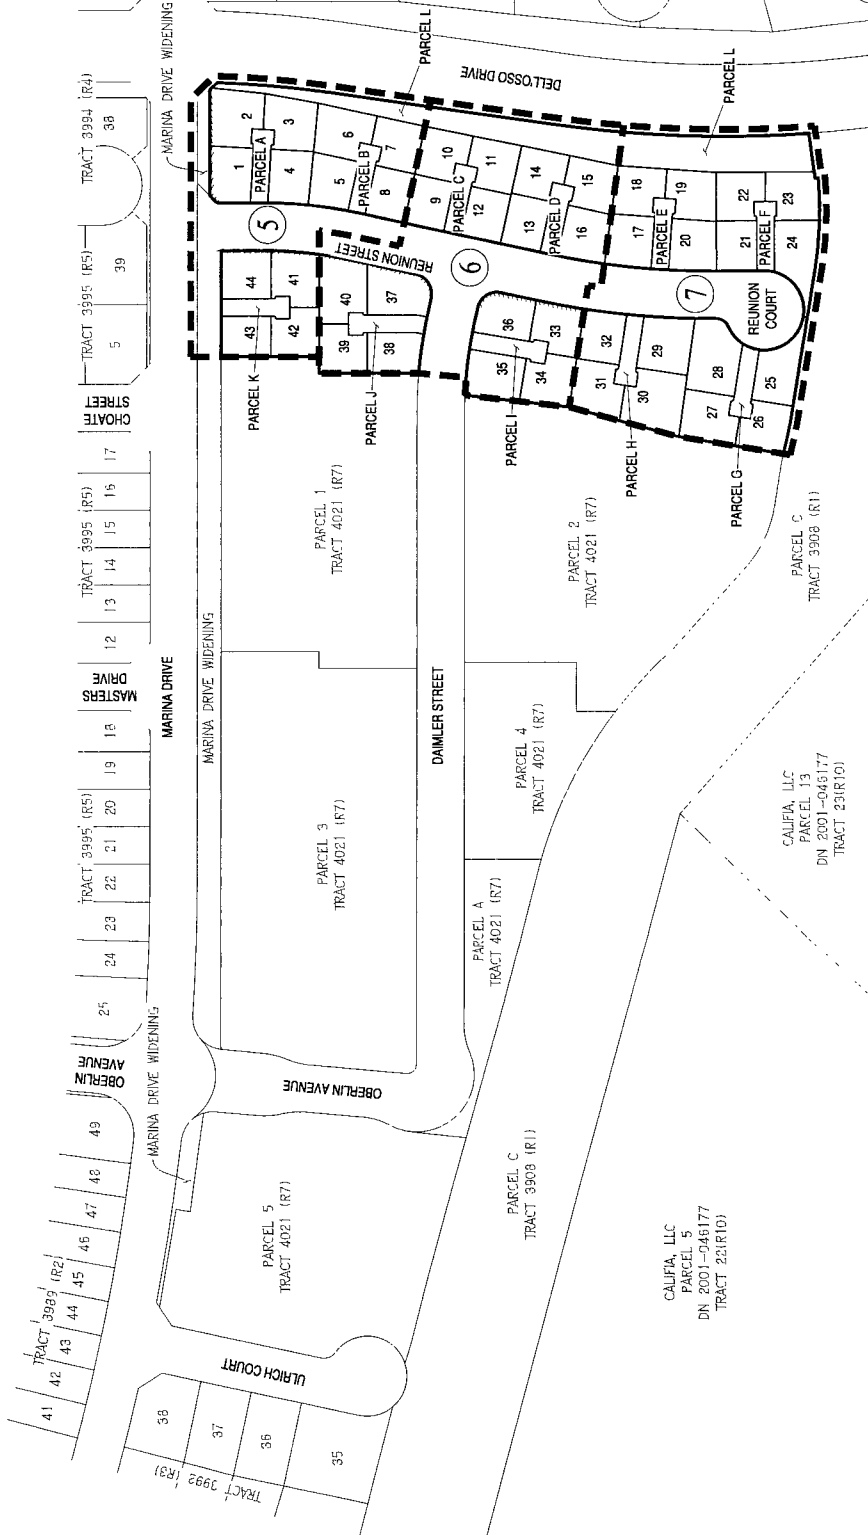 TRACT 3994 (R4)
38
MARINA DRIVE WIDENING
PARCEL L
DELL'OSSO DRIVE
PARCEL L
TRACT 3995 (R5)
39
5
1
2
PARCEL A
3
4
5
6
PARCEL B
7
8
9
10
PARCEL C
11
12
13
14
PARCEL D
15
16
17
18
PARCEL E
19
20
21
22
PARCEL F
23
24
5
REUNION STREET
6
7
REUNION
COURT
44
41
43
42
PARCEL K
40
37
39
38
PARCEL J
36
33
35
34
PARCEL I
32
29
31
30
PARCEL H
28
25
27
26
PARCEL G
CHOATE
STREET
TRACT 3995 (R5)
17
16
15
14
13
12
MASTERS
DRIVE
MARINA DRIVE
MARINA DRIVE WIDENING
PARCEL 1
TRACT 4021 (R7)
PARCEL 2
TRACT 4021 (R7)
PARCEL C
TRACT 3908 (R1)
DAIMLER STREET
TRACT 3995 (R5)
18
19
20
21
22
23
24
25
PARCEL 3
TRACT 4021 (R7)
PARCEL 4
TRACT 4021 (R7)
PARCEL A
TRACT 4021 (R7)
CALIFIA, LLC
PARCEL 13
DN 2001-046177
TRACT 23(R10)
OBERLIN
AVENUE
MARINA DRIVE WIDENING
OBERLIN AVENUE
49
48
47
46
45
44
43
42
41
TRACT 3989 (R2)
PARCEL 5
TRACT 4021 (R7)
PARCEL C
TRACT 3908 (R1)
CALIFIA, LLC
PARCEL 5
DN 2001-046177
TRACT 22(R10)
ULRICH COURT
38
37
36
35
TRACT 3992 (R3)